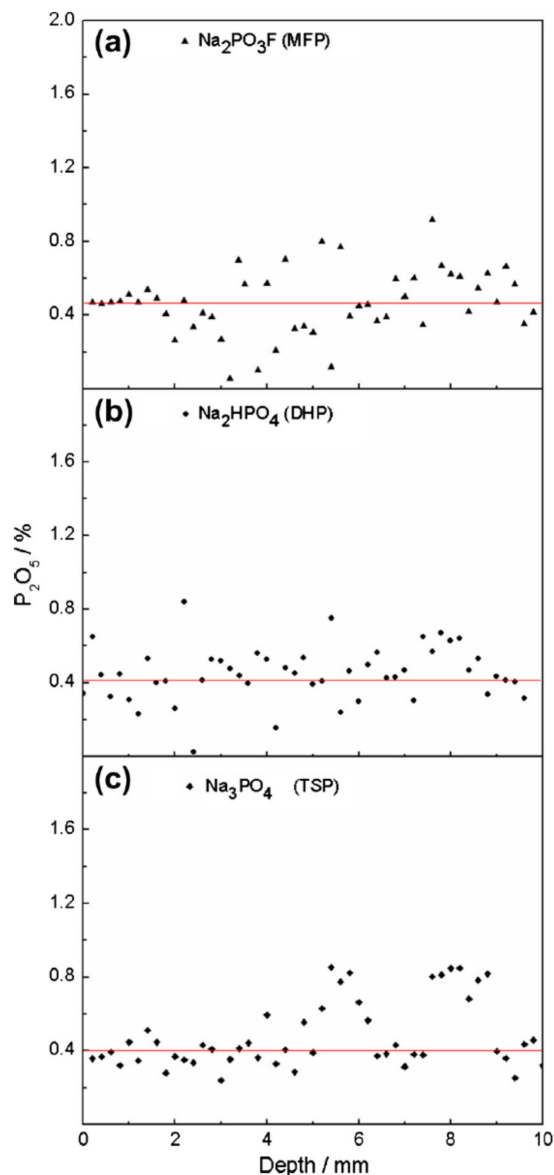 2.0
(a) ▲ Na₂PO₃F (MFP)
1.6
1.2
0.8
0.4
(b) • Na₂HPO₄ (DHP)
1.6
1.2
0.8
0.4
P₂O₅ / %
(c) ◆ Na₃PO₄ (TSP)
1.6
1.2
0.8
0.4
0 2 4 6 8 10
Depth / mm